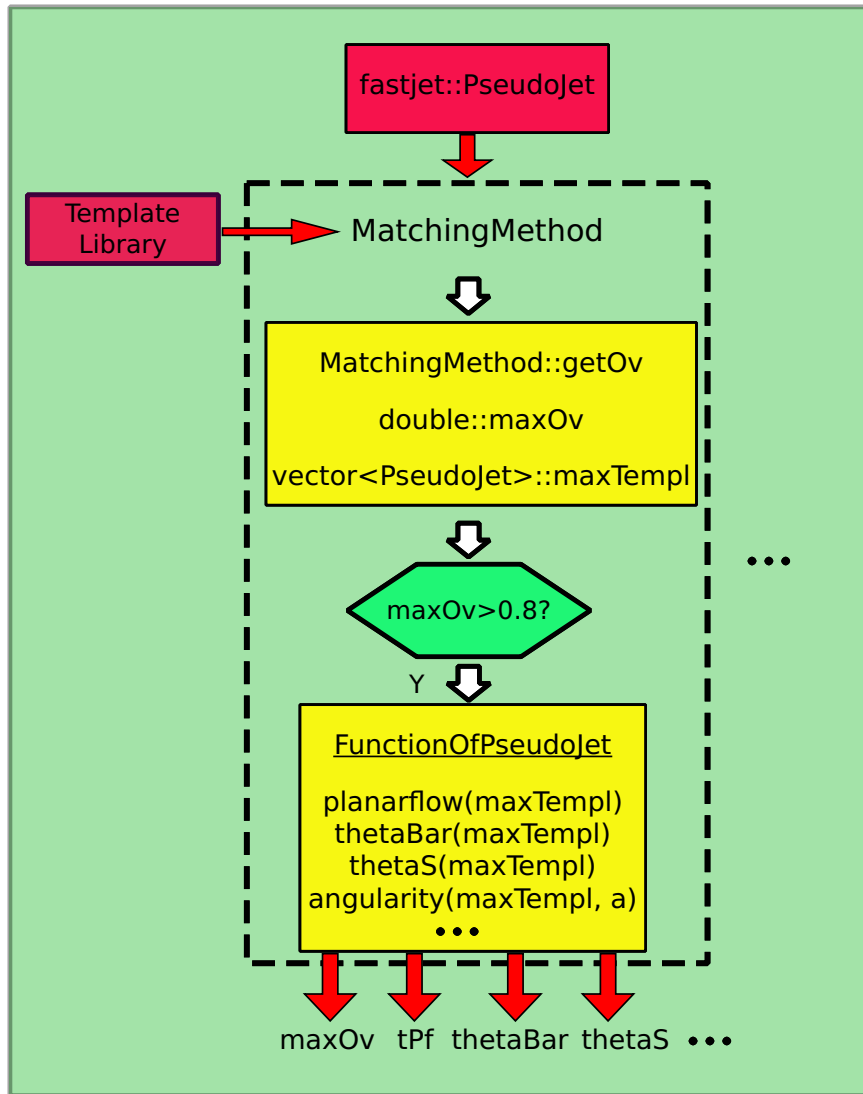 fastjet::PseudoJet
Template
Library
MatchingMethod
MatchingMethod::getOv
double::maxOv
vector<PseudoJet>::maxTempl
•••
maxOv>0.8?
Y
FunctionOfPseudoJet
planarflow(maxTempl)
thetaBar(maxTempl)
thetaS(maxTempl)
angularity(maxTempl, a)
•••
maxOv tPf thetaBar thetaS •••